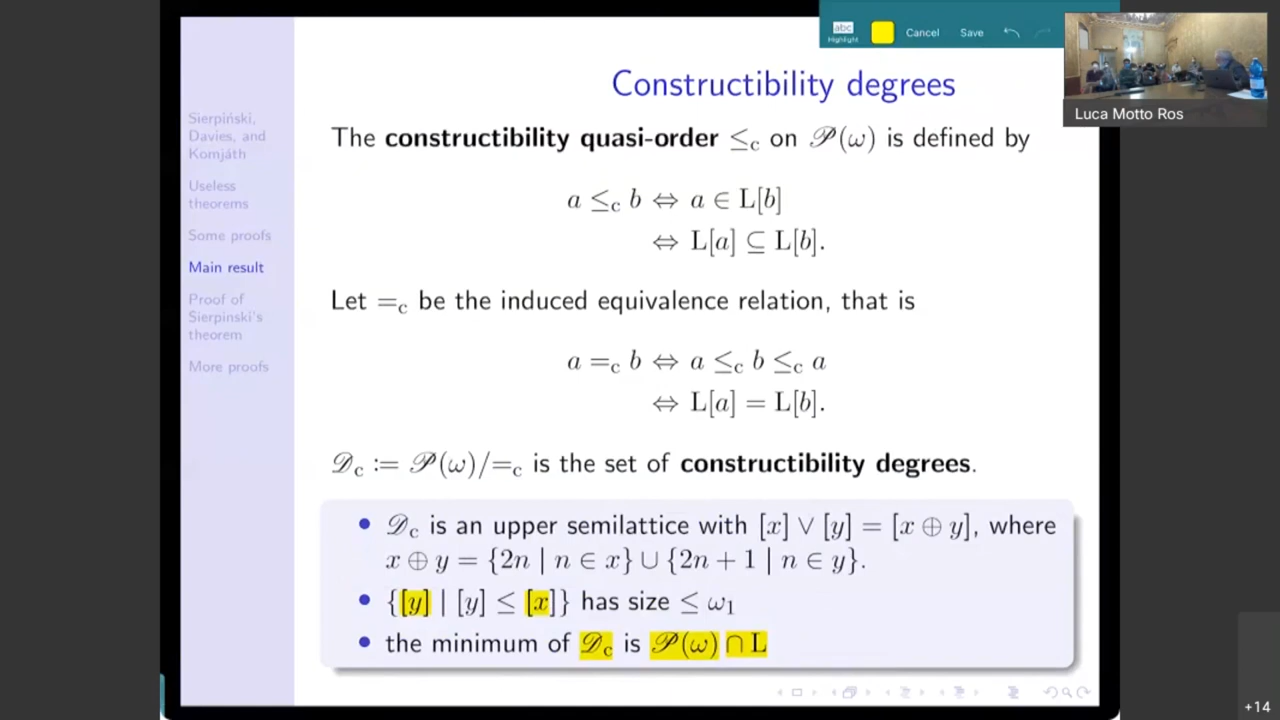 abc
Highlight
Cancel
Save
Luca Motto Ros
Constructibility degrees
Sierpiński,
Davies, and
Komjáth
Useless
theorems
Some proofs
Main result
Proof of
Sierpinski's
theorem
More proofs
The constructibility quasi-order ≤c on 𝒫(ω) is defined by
a ≤c b ⇔ a ∈ L[b]
⇔ L[a] ⊆ L[b].
Let =c be the induced equivalence relation, that is
a =c b ⇔ a ≤c b ≤c a
⇔ L[a] = L[b].
𝒟c := 𝒫(ω)/=c is the set of constructibility degrees.
• 𝒟c is an upper semilattice with [x] ∨ [y] = [x ⊕ y], where
x ⊕ y = {2n | n ∈ x} ∪ {2n + 1 | n ∈ y}.
• {[y] | [y] ≤ [x]} has size ≤ ω₁
• the minimum of 𝒟c is 𝒫(ω) ∩ L
+14